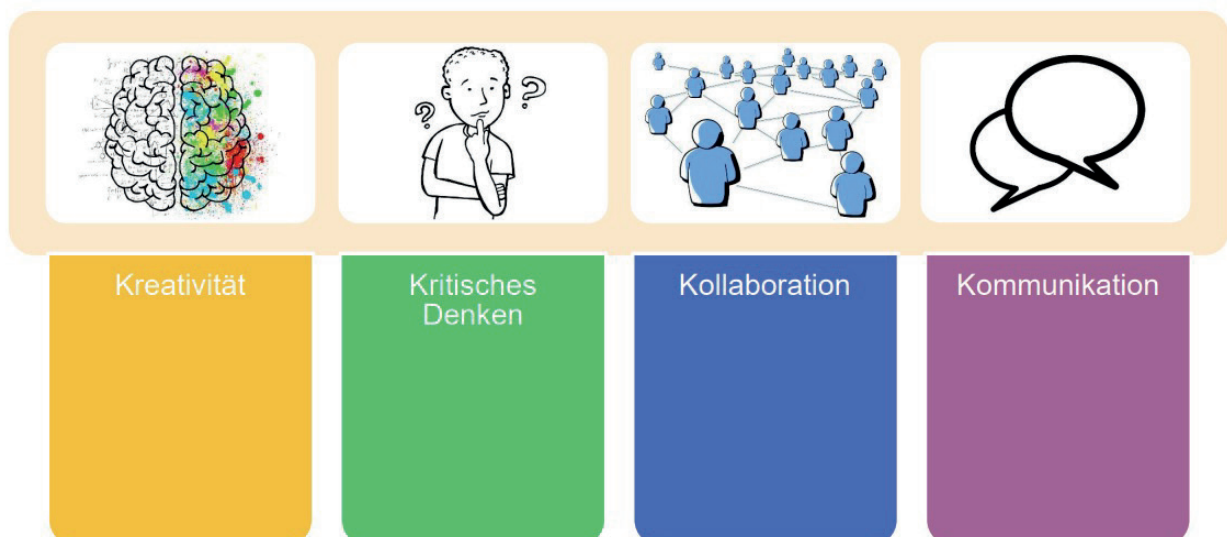 Kreativität
Kritisches
Denken
Kollaboration
Kommunikation